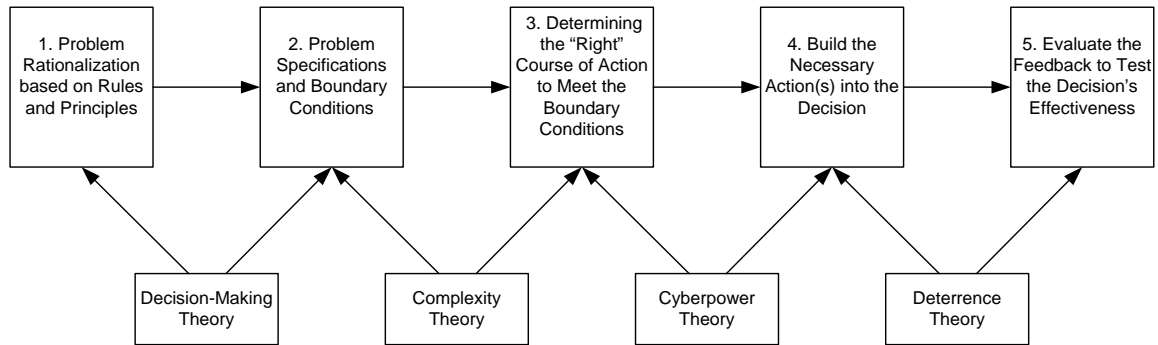 1. Problem
Rationalization
based on Rules
and Principles
2. Problem
Specifications
and Boundary
Conditions
3. Determining
the “Right”
Course of Action
to Meet the
Boundary
Conditions
4. Build the
Necessary
Action(s) into the
Decision
5. Evaluate the
Feedback to Test
the Decision’s
Effectiveness
Decision-Making
Theory
Complexity
Theory
Cyberpower
Theory
Deterrence
Theory